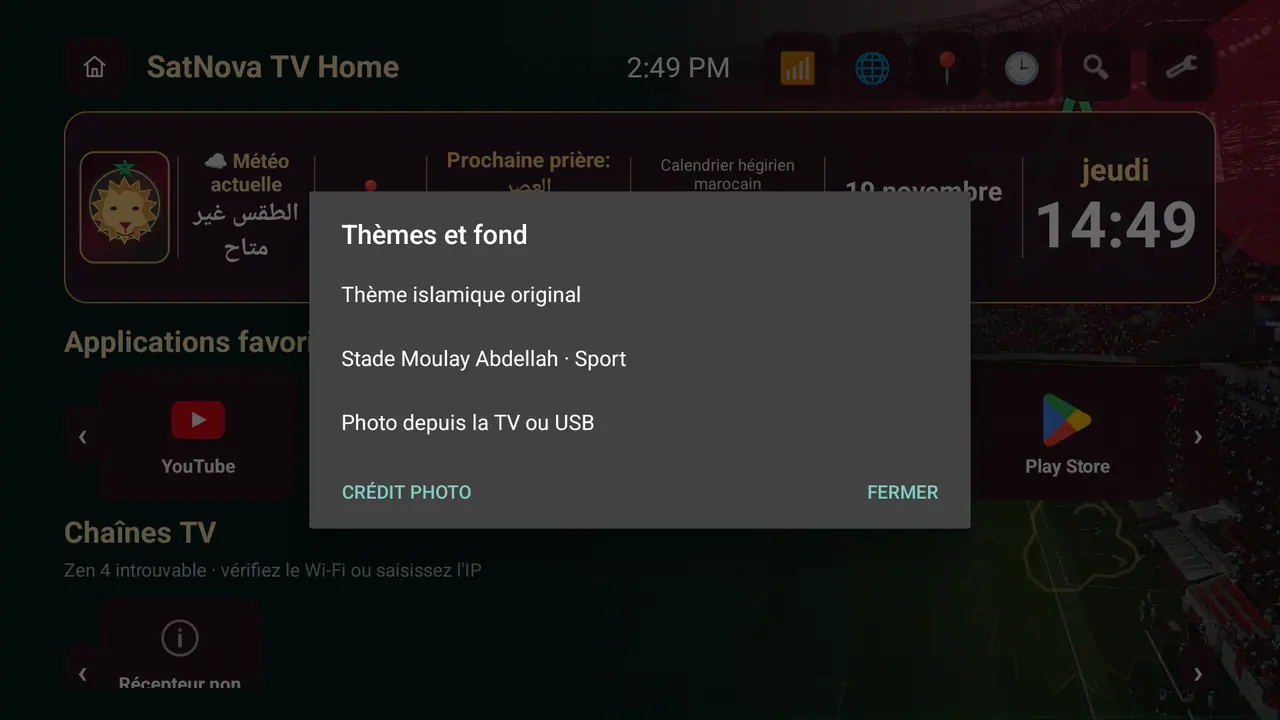 SatNova TV Home
2:49 PM
☁ Météo
actuelle
الطقس غير
متاح
Prochaine prière:
العصر
Calendrier hégirien
marocain
19 novembre
jeudi
14:49
Thèmes et fond
Thème islamique original
Stade Moulay Abdellah · Sport
Photo depuis la TV ou USB
CRÉDIT PHOTO
FERMER
Applications favori
YouTube
Play Store
Chaînes TV
Zen 4 introuvable · vérifiez le Wi-Fi ou saisissez l'IP
Récepteur non